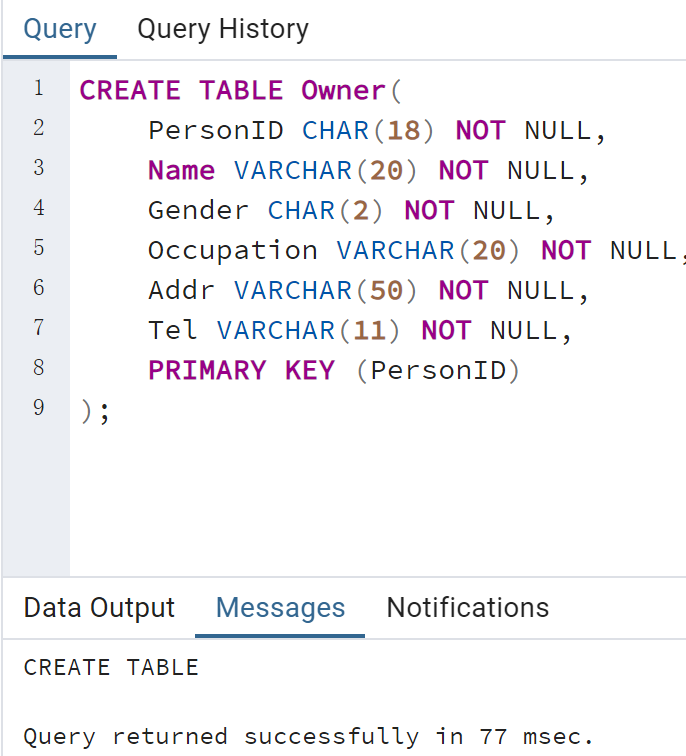 Query Query History
1 CREATE TABLE Owner(
2 PersonID CHAR(18) NOT NULL,
3 Name VARCHAR(20) NOT NULL,
4 Gender CHAR(2) NOT NULL,
5 Occupation VARCHAR(20) NOT NULL,
6 Addr VARCHAR(50) NOT NULL,
7 Tel VARCHAR(11) NOT NULL,
8 PRIMARY KEY (PersonID)
9 );
Data Output Messages Notifications
CREATE TABLE
Query returned successfully in 77 msec.